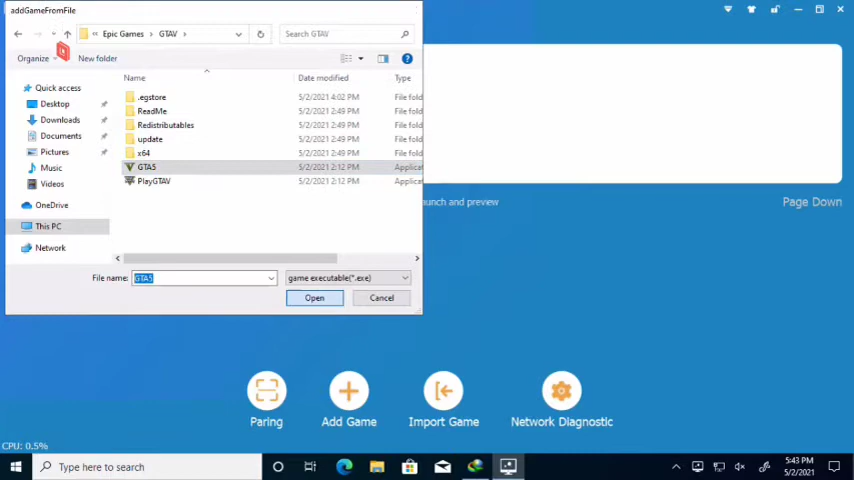 addGameFromFile
« Epic Games > GTAV >
Search GTAV
Organize
New folder
Name
Date modified
Type
Quick access
.egstore
5/2/2021 4:02 PM
File fold
Desktop
ReadMe
5/2/2021 2:49 PM
File fold
Downloads
Redistributables
5/2/2021 2:49 PM
File fold
Documents
update
5/2/2021 2:49 PM
File fold
Pictures
x64
5/2/2021 2:49 PM
File fold
Music
GTA5
5/2/2021 2:12 PM
Applicat
Videos
PlayGTAV
5/2/2021 2:12 PM
Applicat
OneDrive
This PC
Network
File name:
GTA5
game executable(*.exe)
Open
Cancel
unch and preview
Page Down
Paring
Add Game
Import Game
Network Diagnostic
CPU: 0.5%
Type here to search
5:43 PM
5/2/2021